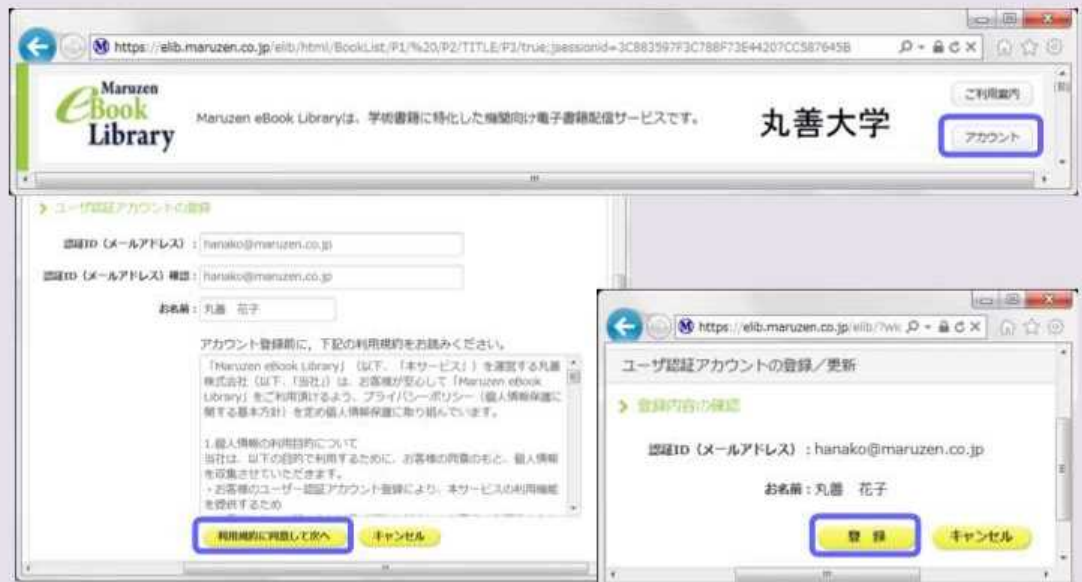 https://elib.maruzen.co.jp/elib/html/BookList/P1/%20/P2/TITLE/P3/true;jsessionid=3C883597F3C788F73E44207CC587645B
Maruzen
eBook
Library
Maruzen eBook Libraryは、学術書籍に特化した機関向け電子書籍配信サービスです。
丸善大学
ご利用案内
アカウント
ユーザ認証アカウントの登録
認証ID（メールアドレス）：hanako@maruzen.co.jp
認証ID（メールアドレス）確認：hanako@maruzen.co.jp
お名前：丸善　花子
アカウント登録前に，下記の利用規約をお読みください。
「Maruzen eBook Library」（以下、「本サービス」）を運営する丸善
株式会社（以下、「当社」）は、お客様が安心して「Maruzen eBook
Library」をご利用頂けるよう、プライバシーポリシー（個人情報保護に
関する基本方針）を定め個人情報保護に取り組んでいます。
1.個人情報の利用目的について
当社は、以下の目的で利用するために、お客様の同意のもと、個人情報
を収集させていただきます。
・お客様のユーザー認証アカウント登録により、本サービスの利用機能
を提供するため
利用規約に同意して次へ
キャンセル
https://elib.maruzen.co.jp/elib/?wic
ユーザ認証アカウントの登録／更新
登録内容の確認
認証ID（メールアドレス）：hanako@maruzen.co.jp
お名前：丸善　花子
登 録
キャンセル